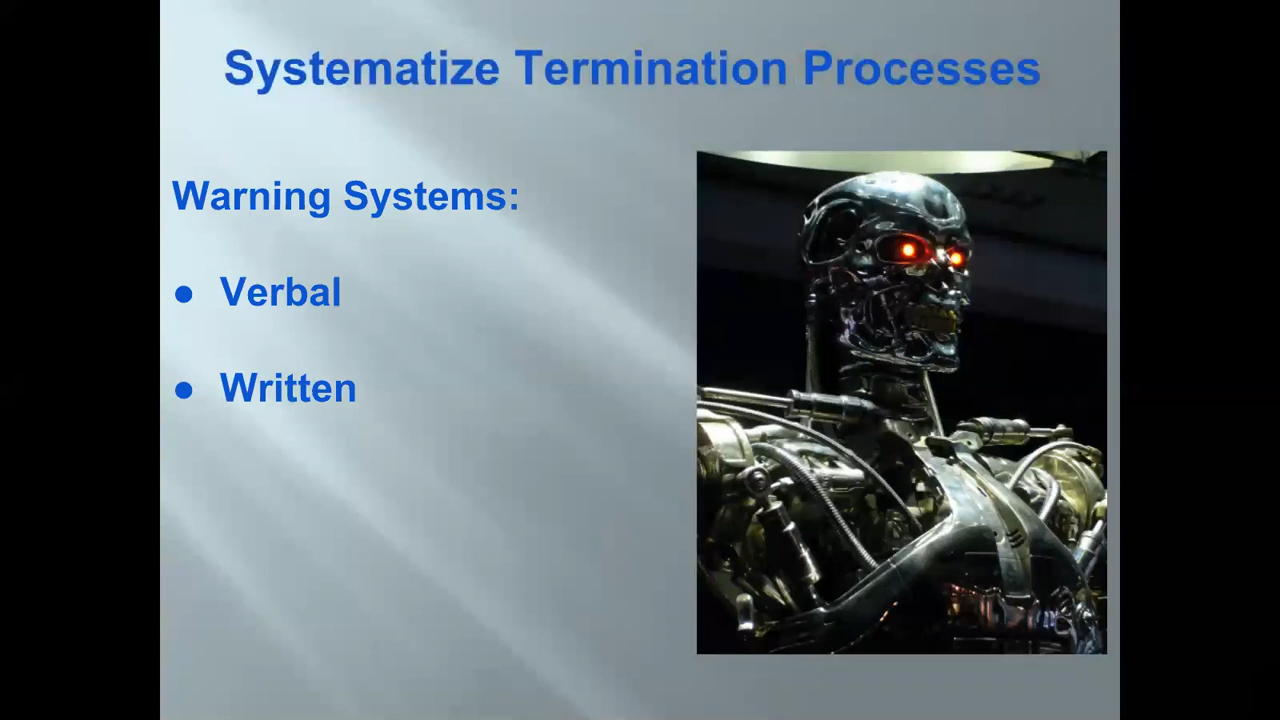 Systematize Termination Processes
Warning Systems:
● Verbal
● Written